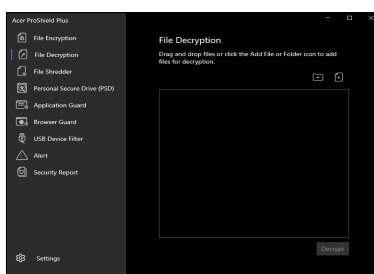 Acer ProShield Plus
File Encryption
File Decryption
File Shredder
Personal Secure Drive (PSD)
Application Guard
Browser Guard
USB Device Filter
Alert
Security Report
Settings
File Decryption
Drag and drop files or click the Add File or Folder icon to add
files for decryption.
Decrypt